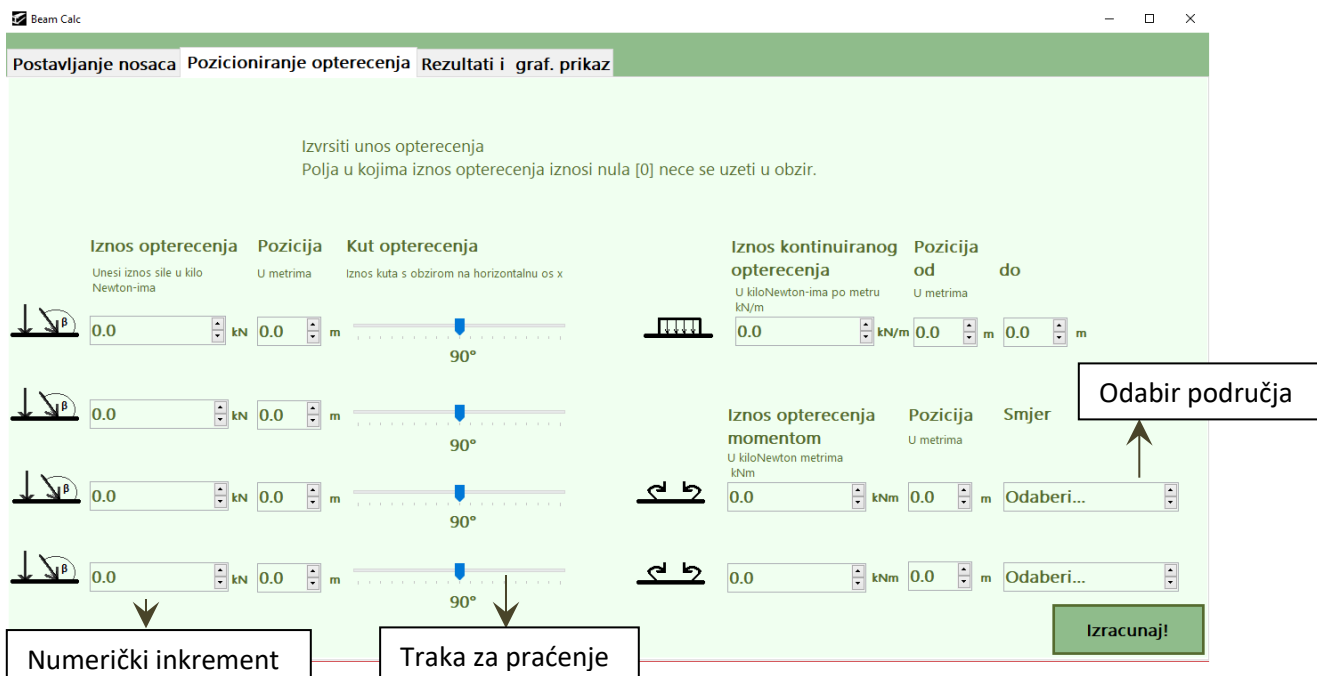 Beam Calc
Postavljanje nosaca Pozicioniranje opterecenja Rezultati i graf. prikaz
Izvrsiti unos opterecenja
Polja u kojima iznos opterecenja iznosi nula [0] nece se uzeti u obzir.
Iznos opterecenja Pozicija Kut opterecenja
Unesi iznos sile u kilo
Newton-ima
U metrima
Iznos kuta s obzirom na horizontalnu os x
β 0.0 kN 0.0 m
90°
β 0.0 kN 0.0 m
90°
β 0.0 kN 0.0 m
90°
β 0.0 kN 0.0 m
90°
Iznos kontinuiranog
opterecenja
Pozicija
od do
U kiloNewton-ima po metru
kN/m
U metrima
0.0 kN/m 0.0 m 0.0 m
Iznos opterecenja
momentom
Pozicija Smjer
U kiloNewton metrima
kNm
U metrima
0.0 kNm 0.0 m Odaberi...
0.0 kNm 0.0 m Odaberi...
Izracunaj!
Odabir područja
Numerički inkrement
Traka za praćenje